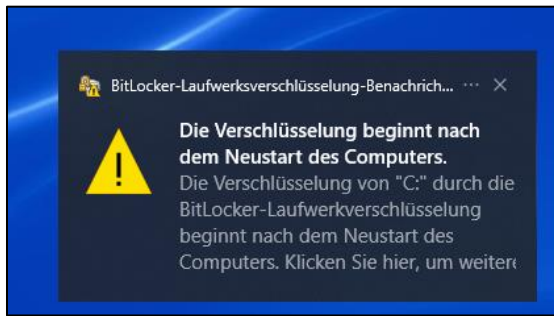 BitLocker-Laufwerksverschlüsselung-Benachrich... ··· ×
Die Verschlüsselung beginnt nach
dem Neustart des Computers.
Die Verschlüsselung von "C:" durch die
BitLocker-Laufwerkverschlüsselung
beginnt nach dem Neustart des
Computers. Klicken Sie hier, um weitere